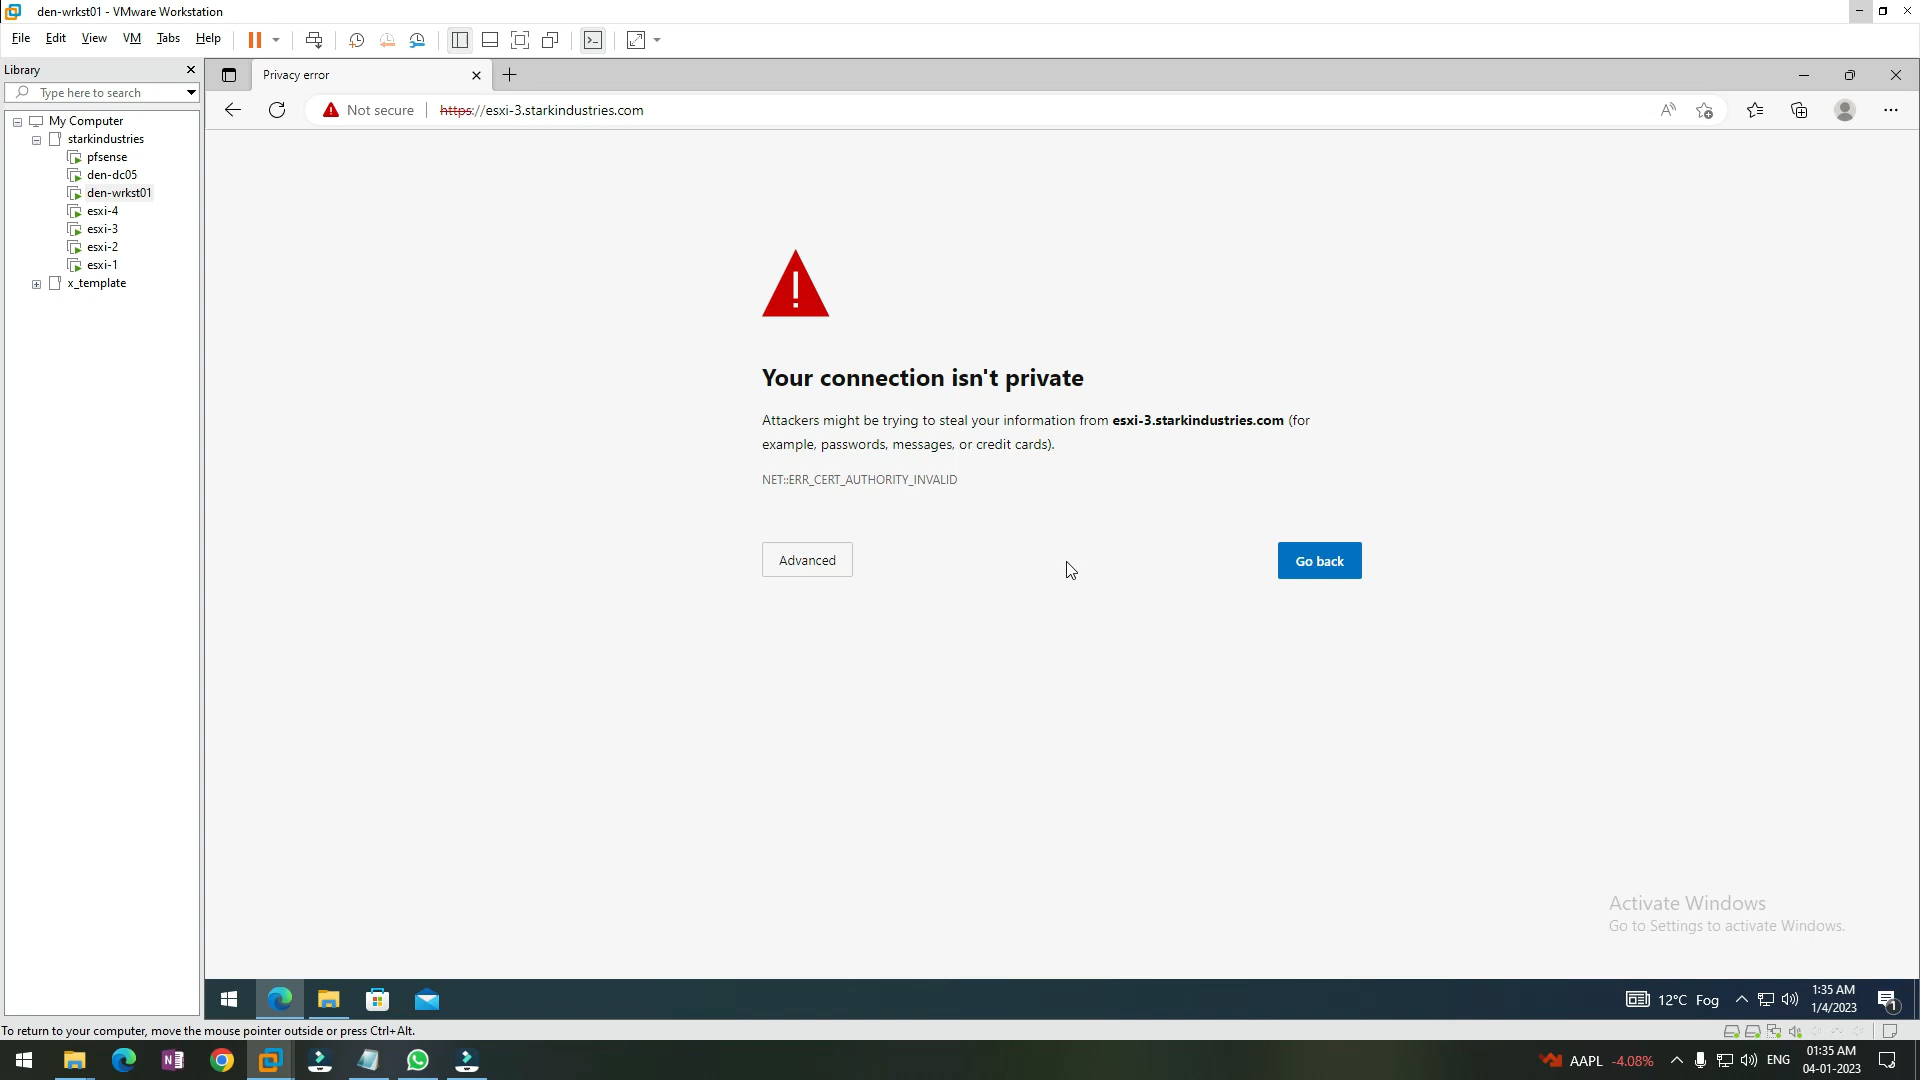 den-wrkst01 - VMware Workstation
File Edit View VM Tabs Help
Library
Type here to search
My Computer
starkindustries
pfsense
den-dc05
den-wrkst01
esxi-4
esxi-3
esxi-2
esxi-1
x_template
Privacy error
Not secure
https://esxi-3.starkindustries.com
Your connection isn't private
Attackers might be trying to steal your information from esxi-3.starkindustries.com (for
example, passwords, messages, or credit cards).
NET::ERR_CERT_AUTHORITY_INVALID
Advanced
Go back
Activate Windows
Go to Settings to activate Windows.
12°C Fog
1:35 AM
1/4/2023
1
To return to your computer, move the mouse pointer outside or press Ctrl+Alt.
AAPL -4.08%
ENG
01:35 AM
04-01-2023